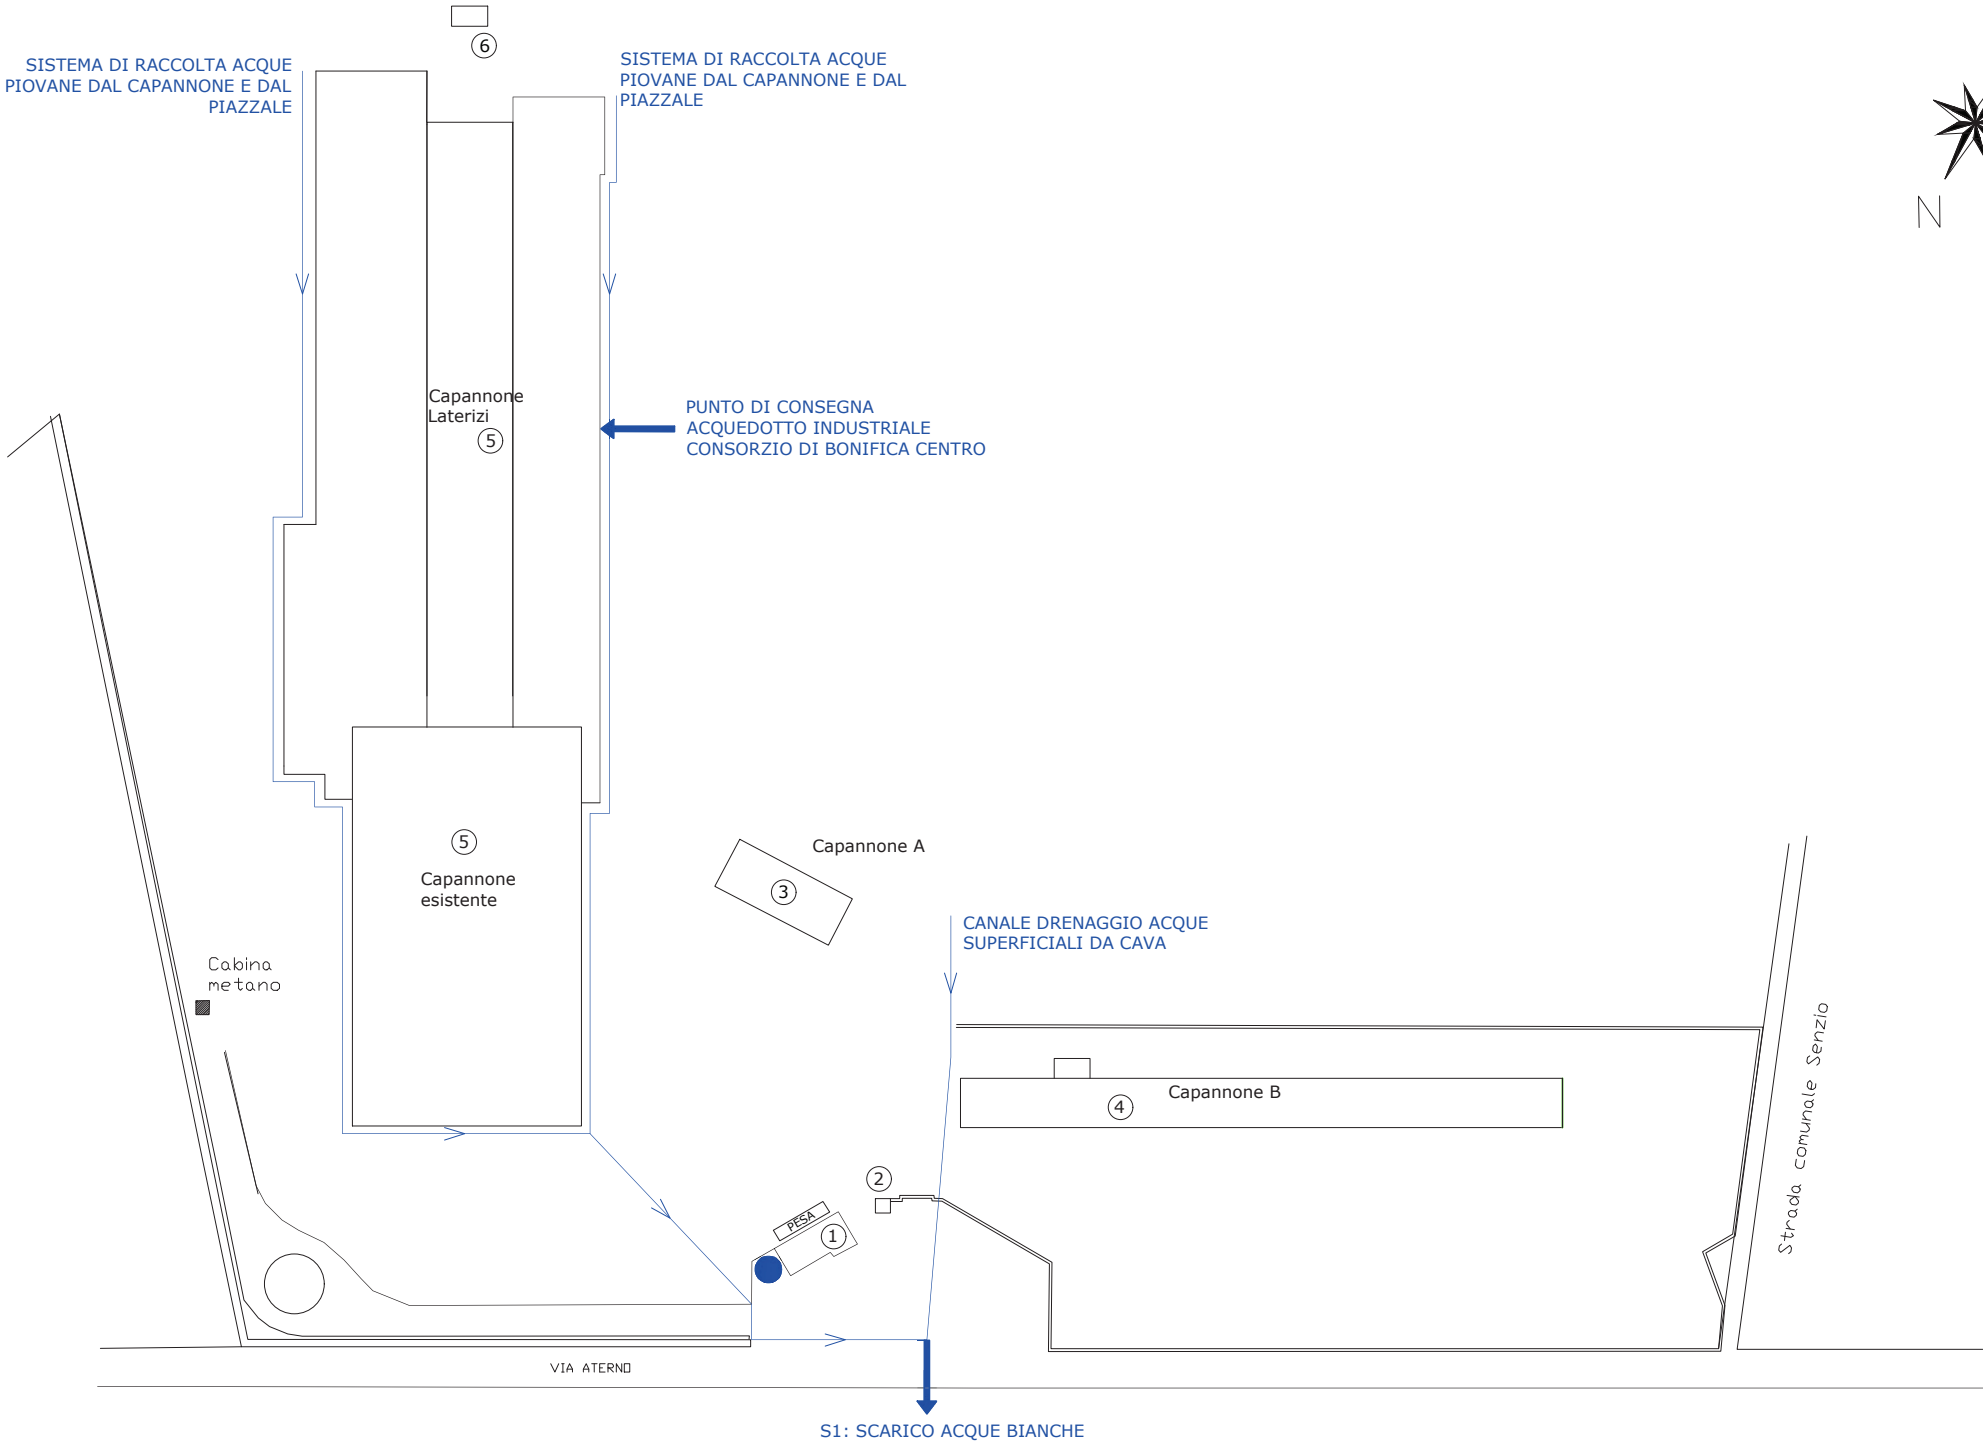 6
SISTEMA DI RACCOLTA ACQUE
PIOVANE DAL CAPANNONE E DAL
PIAZZALE
SISTEMA DI RACCOLTA ACQUE
PIOVANE DAL CAPANNONE E DAL
PIAZZALE
N
Capannone
Laterizi
5
PUNTO DI CONSEGNA
ACQUEDOTTO INDUSTRIALE
CONSORZIO DI BONIFICA CENTRO
5
Capannone
esistente
Capannone A
3
CANALE DRENAGGIO ACQUE
SUPERFICIALI DA CAVA
Cabina
metano
Capannone B
4
Strada comunale Senzio
2
PESA
1
VIA ATERNO
S1: SCARICO ACQUE BIANCHE